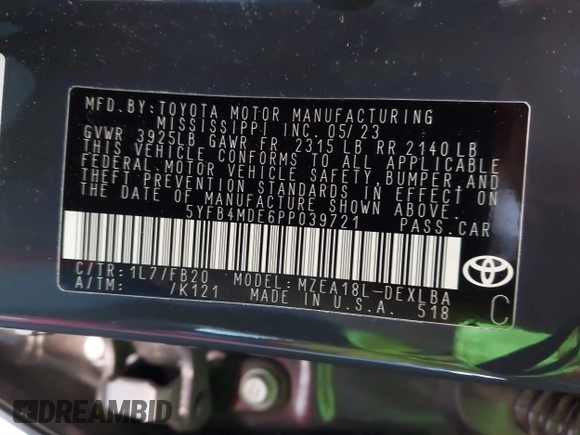 MFD. BY: TOYOTA MOTOR MANUFACTURING
MISSISSIPPI INC. 05/23
GVWR 3925LB GAWR FR 2315 LB RR 2140 LB
THIS VEHICLE CONFORMS TO ALL APPLICABLE
FEDERAL MOTOR VEHICLE SAFETY, BUMPER, AND
THEFT PREVENTION STANDARDS IN EFFECT ON
THE DATE OF MANUFACTURE SHOWN ABOVE.
5YFB4MDE6PP039721 PASS. CAR
C/TR: 1L7/FB20 MODEL: MZEA18L-DEXLBA
A/TM: /K121 MADE IN U.S.A. 518
TOYOTA
C
DREAMBID